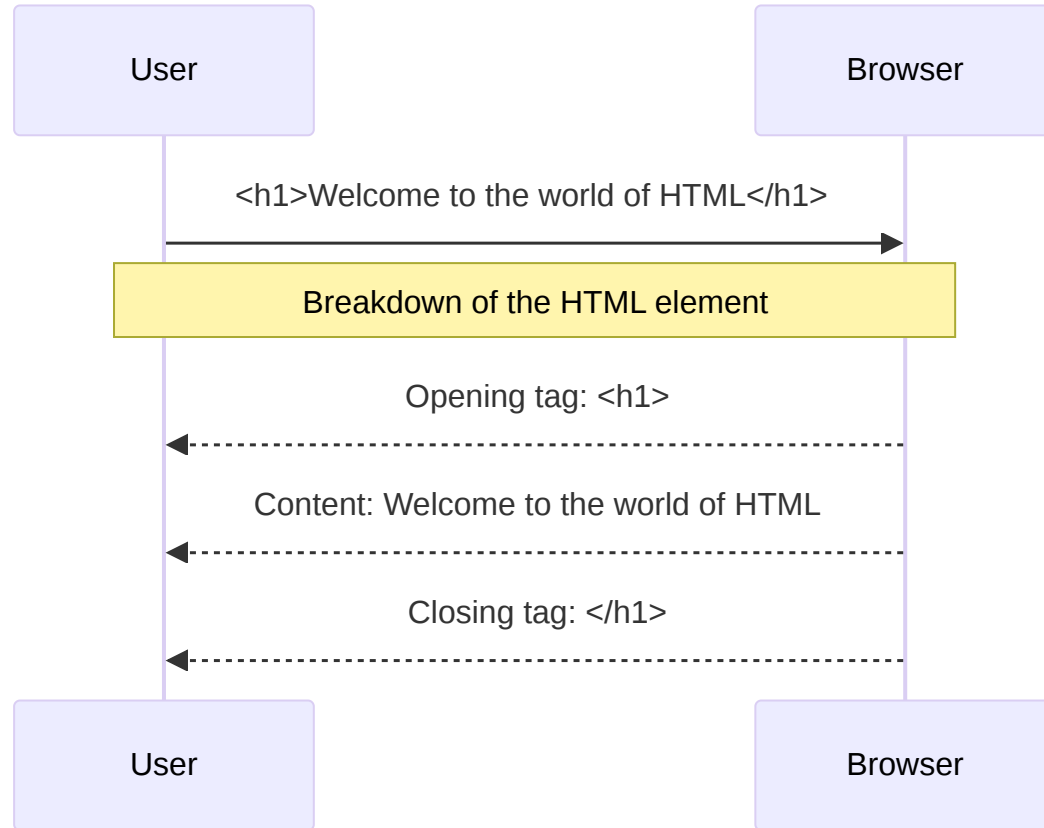 User
Browser
<h1>Welcome to the world of HTML</h1>
Breakdown of the HTML element
Opening tag: <h1>
Content: Welcome to the world of HTML
Closing tag: </h1>
User
Browser